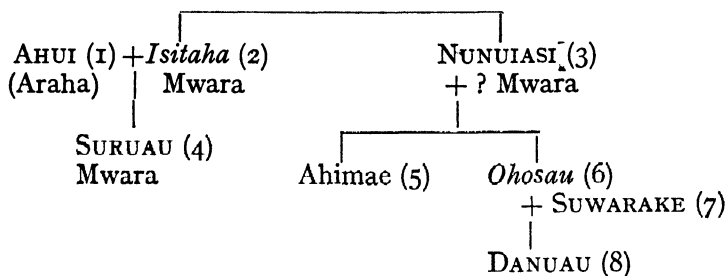 AHUI (1) + Isitaha (2) NUNUIASI (3)
(Araha) Mwara + ? Mwara
SURUAU (4) Ahimae (5) Ohosau (6)
Mwara + SUWARAKE (7)
DANUAU (8)